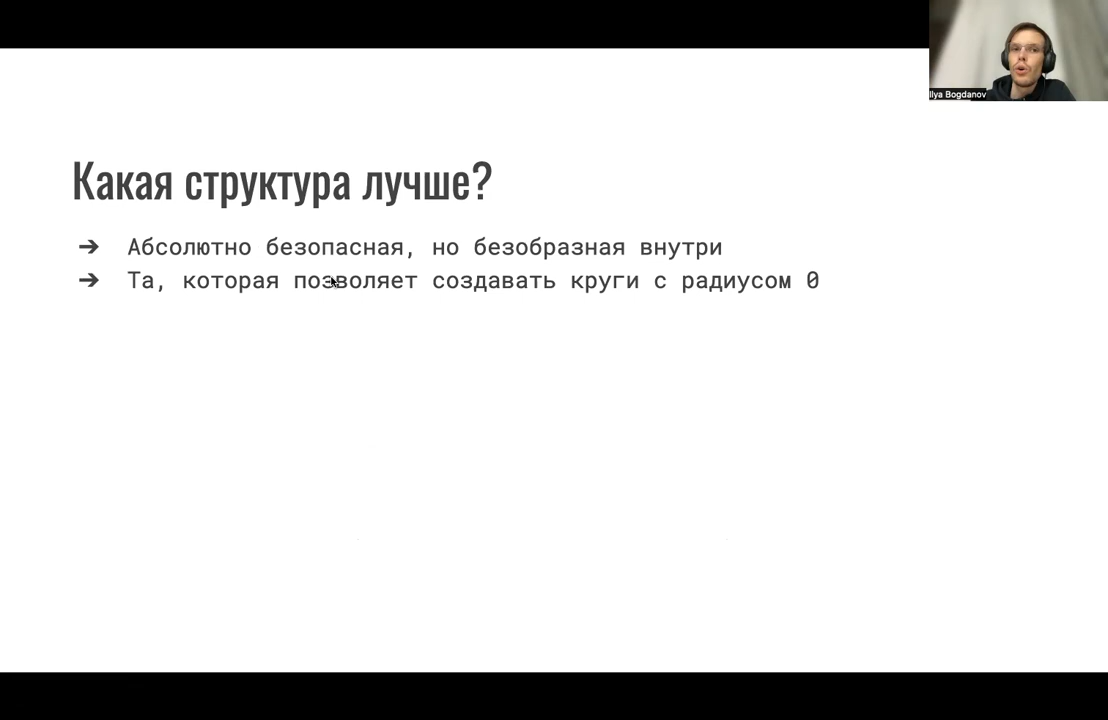 Ilya Bogdanov
Какая структура лучше?
➔ Абсолютно безопасная, но безобразная внутри
➔ Та, которая позволяет создавать круги с радиусом 0